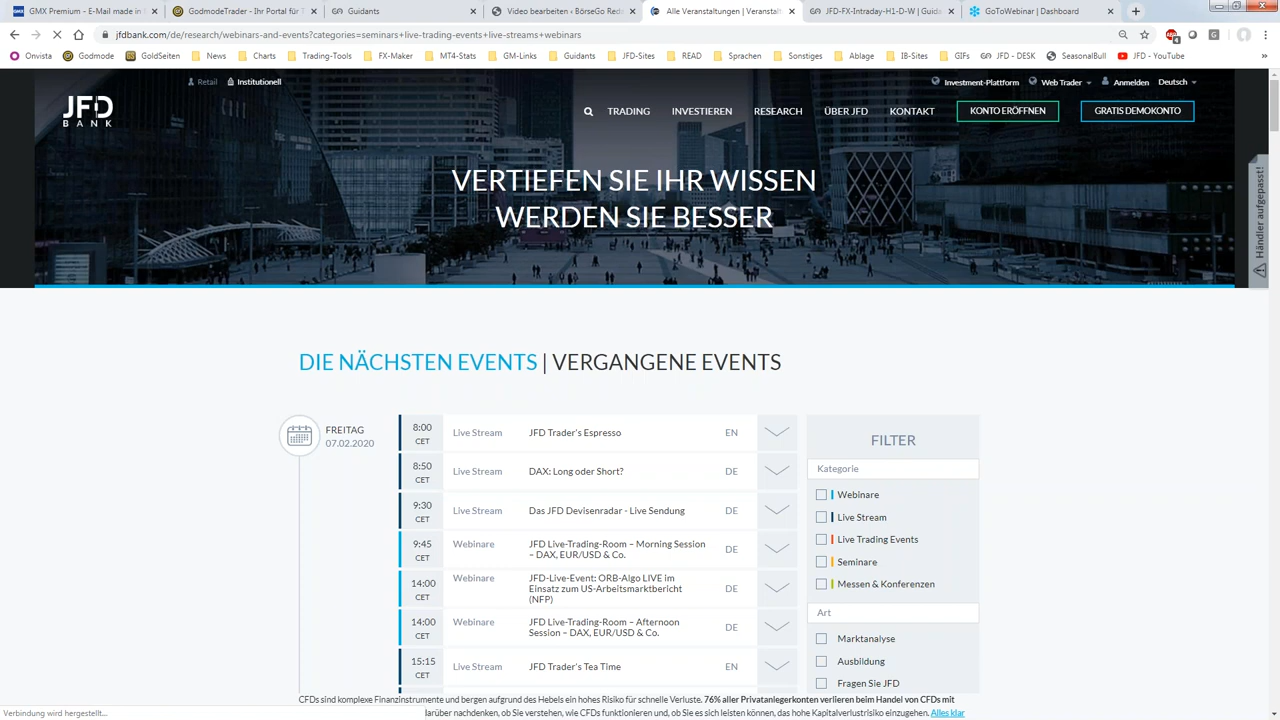 GMX Premium - E-Mail made in
GodmodeTrader - Ihr Portal für T
Guidants
Video bearbeiten ‹ BörseGo Reda
Alle Veranstaltungen | Veranstalt
JFD-FX-Intraday-H1-D-W | Guida
GoToWebinar | Dashboard
jfdbank.com/de/research/webinars-and-events?categories=seminars+live-trading-events+live-streams+webinars
Onvista
Godmode
GoldSeiten
News
Charts
Trading-Tools
FX-Maker
MT4-Stats
GM-Links
Guidants
JFD-Sites
READ
Sprachen
Sonstiges
Ablage
IB-Sites
GIFs
JFD - DESK
SeasonalBull
JFD - YouTube
Retail
Institutionell
Investment-Plattform
Web Trader
Anmelden
Deutsch
JFD
BANK
TRADING
INVESTIEREN
RESEARCH
ÜBER JFD
KONTAKT
KONTO ERÖFFNEN
GRATIS DEMOKONTO
VERTIEFEN SIE IHR WISSEN
WERDEN SIE BESSER
Händler aufgepasst!
DIE NÄCHSTEN EVENTS | VERGANGENE EVENTS
FREITAG
07.02.2020
8:00
CET
Live Stream
JFD Trader's Espresso
EN
8:50
CET
Live Stream
DAX: Long oder Short?
DE
9:30
CET
Live Stream
Das JFD Devisenradar - Live Sendung
DE
9:45
CET
Webinare
JFD Live-Trading-Room – Morning Session
– DAX, EUR/USD & Co.
DE
14:00
CET
Webinare
JFD-Live-Event: ORB-Algo LIVE im
Einsatz zum US-Arbeitsmarktbericht
(NFP)
DE
14:00
CET
Webinare
JFD Live-Trading-Room – Afternoon
Session – DAX, EUR/USD & Co.
DE
15:15
CET
Live Stream
JFD Trader's Tea Time
EN
FILTER
Kategorie
Webinare
Live Stream
Live Trading Events
Seminare
Messen & Konferenzen
Art
Marktanalyse
Ausbildung
Fragen Sie JFD
CFDs sind komplexe Finanzinstrumente und bergen aufgrund des Hebels ein hohes Risiko für schnelle Verluste. 76% aller Privatanlegerkonten verlieren beim Handel von CFDs mit
darüber nachdenken, ob Sie verstehen, wie CFDs funktionieren und, ob Sie es sich leisten können, das hohe Kapitalverlustrisiko einzugehen. Alles klar
Verbindung wird hergestellt...